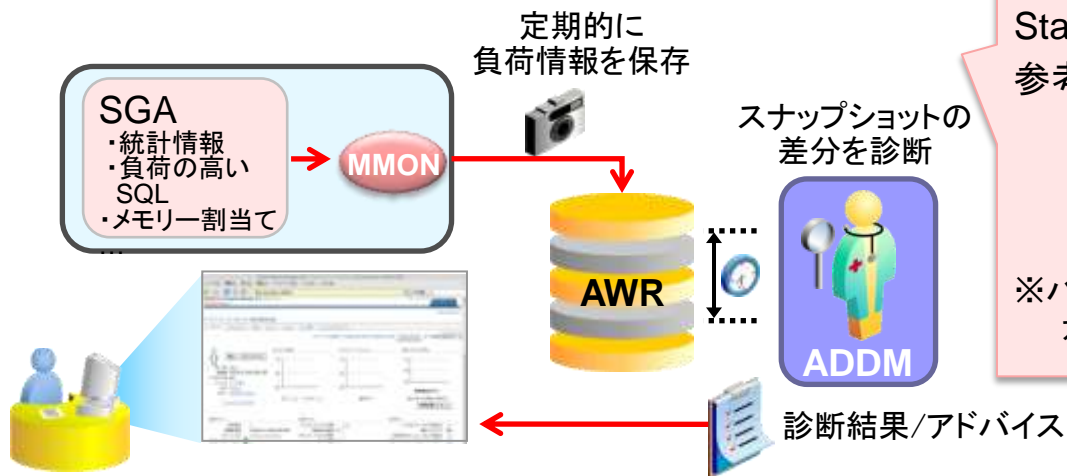 定期的に
負荷情報を保存
SGA
・統計情報
・負荷の高い
SQL
・メモリー割当て
…
MMON
スナップショットの
差分を診断
AWR
ADDM
診断結果/アドバイス
Sta
参考
※バ